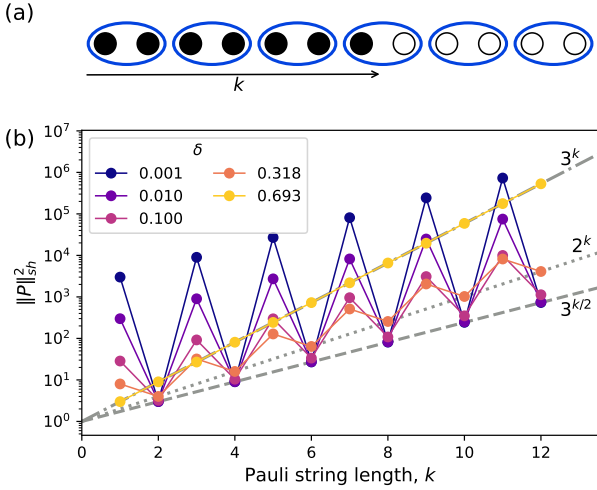 (a)
k
(b)
10^7
10^6
10^5
10^4
10^3
10^2
10^1
10^0
‖P‖²_sh
δ
0.001
0.010
0.100
0.318
0.693
3^k
2^k
3^{k/2}
0 2 4 6 8 10 12
Pauli string length, k